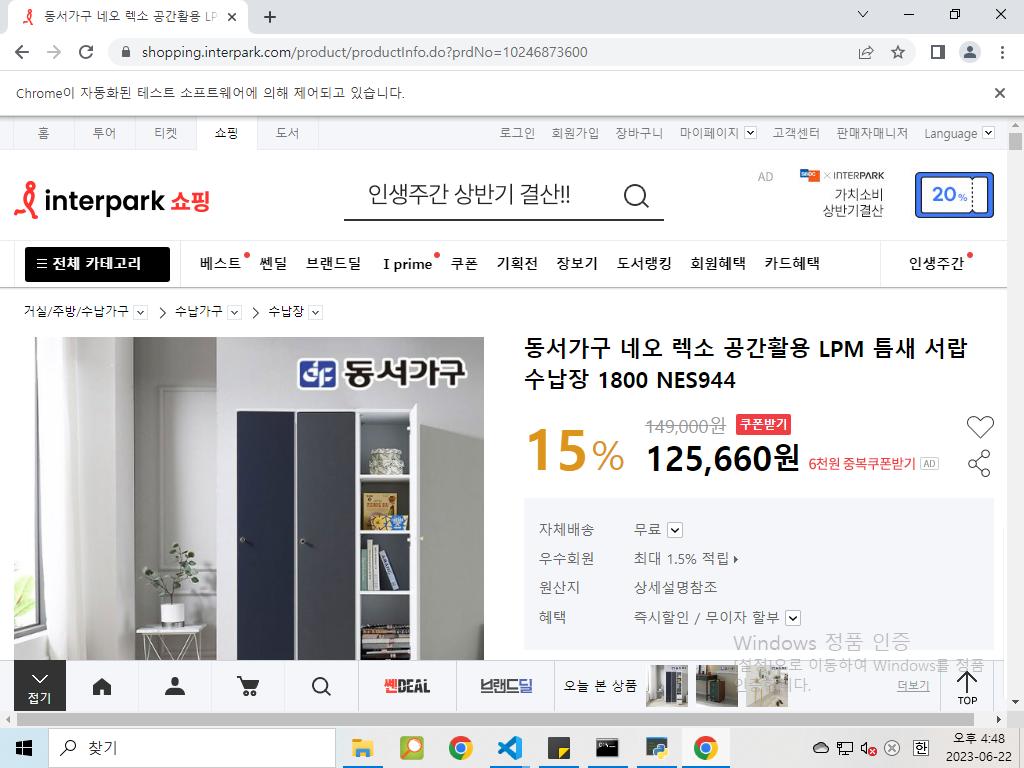 동서가구 네오 렉소 공간활용 LP
shopping.interpark.com/product/productInfo.do?prdNo=10246873600
Chrome이 자동화된 테스트 소프트웨어에 의해 제어되고 있습니다.
홈 투어 티켓 쇼핑 도서 로그인 회원가입 장바구니 마이페이지 고객센터 판매자매니저 Language
interpark 쇼핑
인생주간 상반기 결산!!
AD
SBDC × INTERPARK
가치소비
상반기결산
20%
전체 카테고리 베스트 쎈딜 브랜드딜 I prime 쿠폰 기획전 장보기 도서랭킹 회원혜택 카드혜택 인생주간
거실/주방/수납가구 수납가구 수납장
동서가구
동서가구 네오 렉소 공간활용 LPM 틈새 서랍
수납장 1800 NES944
15%
149,000원 쿠폰받기
125,660원 6천원 중복쿠폰받기 AD
자체배송 무료
우수회원 최대 1.5% 적립
원산지 상세설명참조
혜택 즉시할인 / 무이자 할부
Windows 정품 인증
[설정]으로 이동하여 Windows를 정품
인증합니다.
접기
쎈DEAL
브랜드딜
오늘 본 상품
더보기
TOP
찾기
한
오후 4:48
2023-06-22